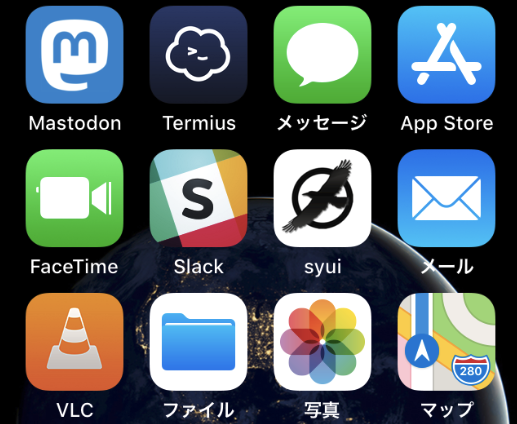 Mastodon
Termius
メッセージ
App Store
FaceTime
S
Slack
syui
メール
280
VLC
ファイル
写真
マップ